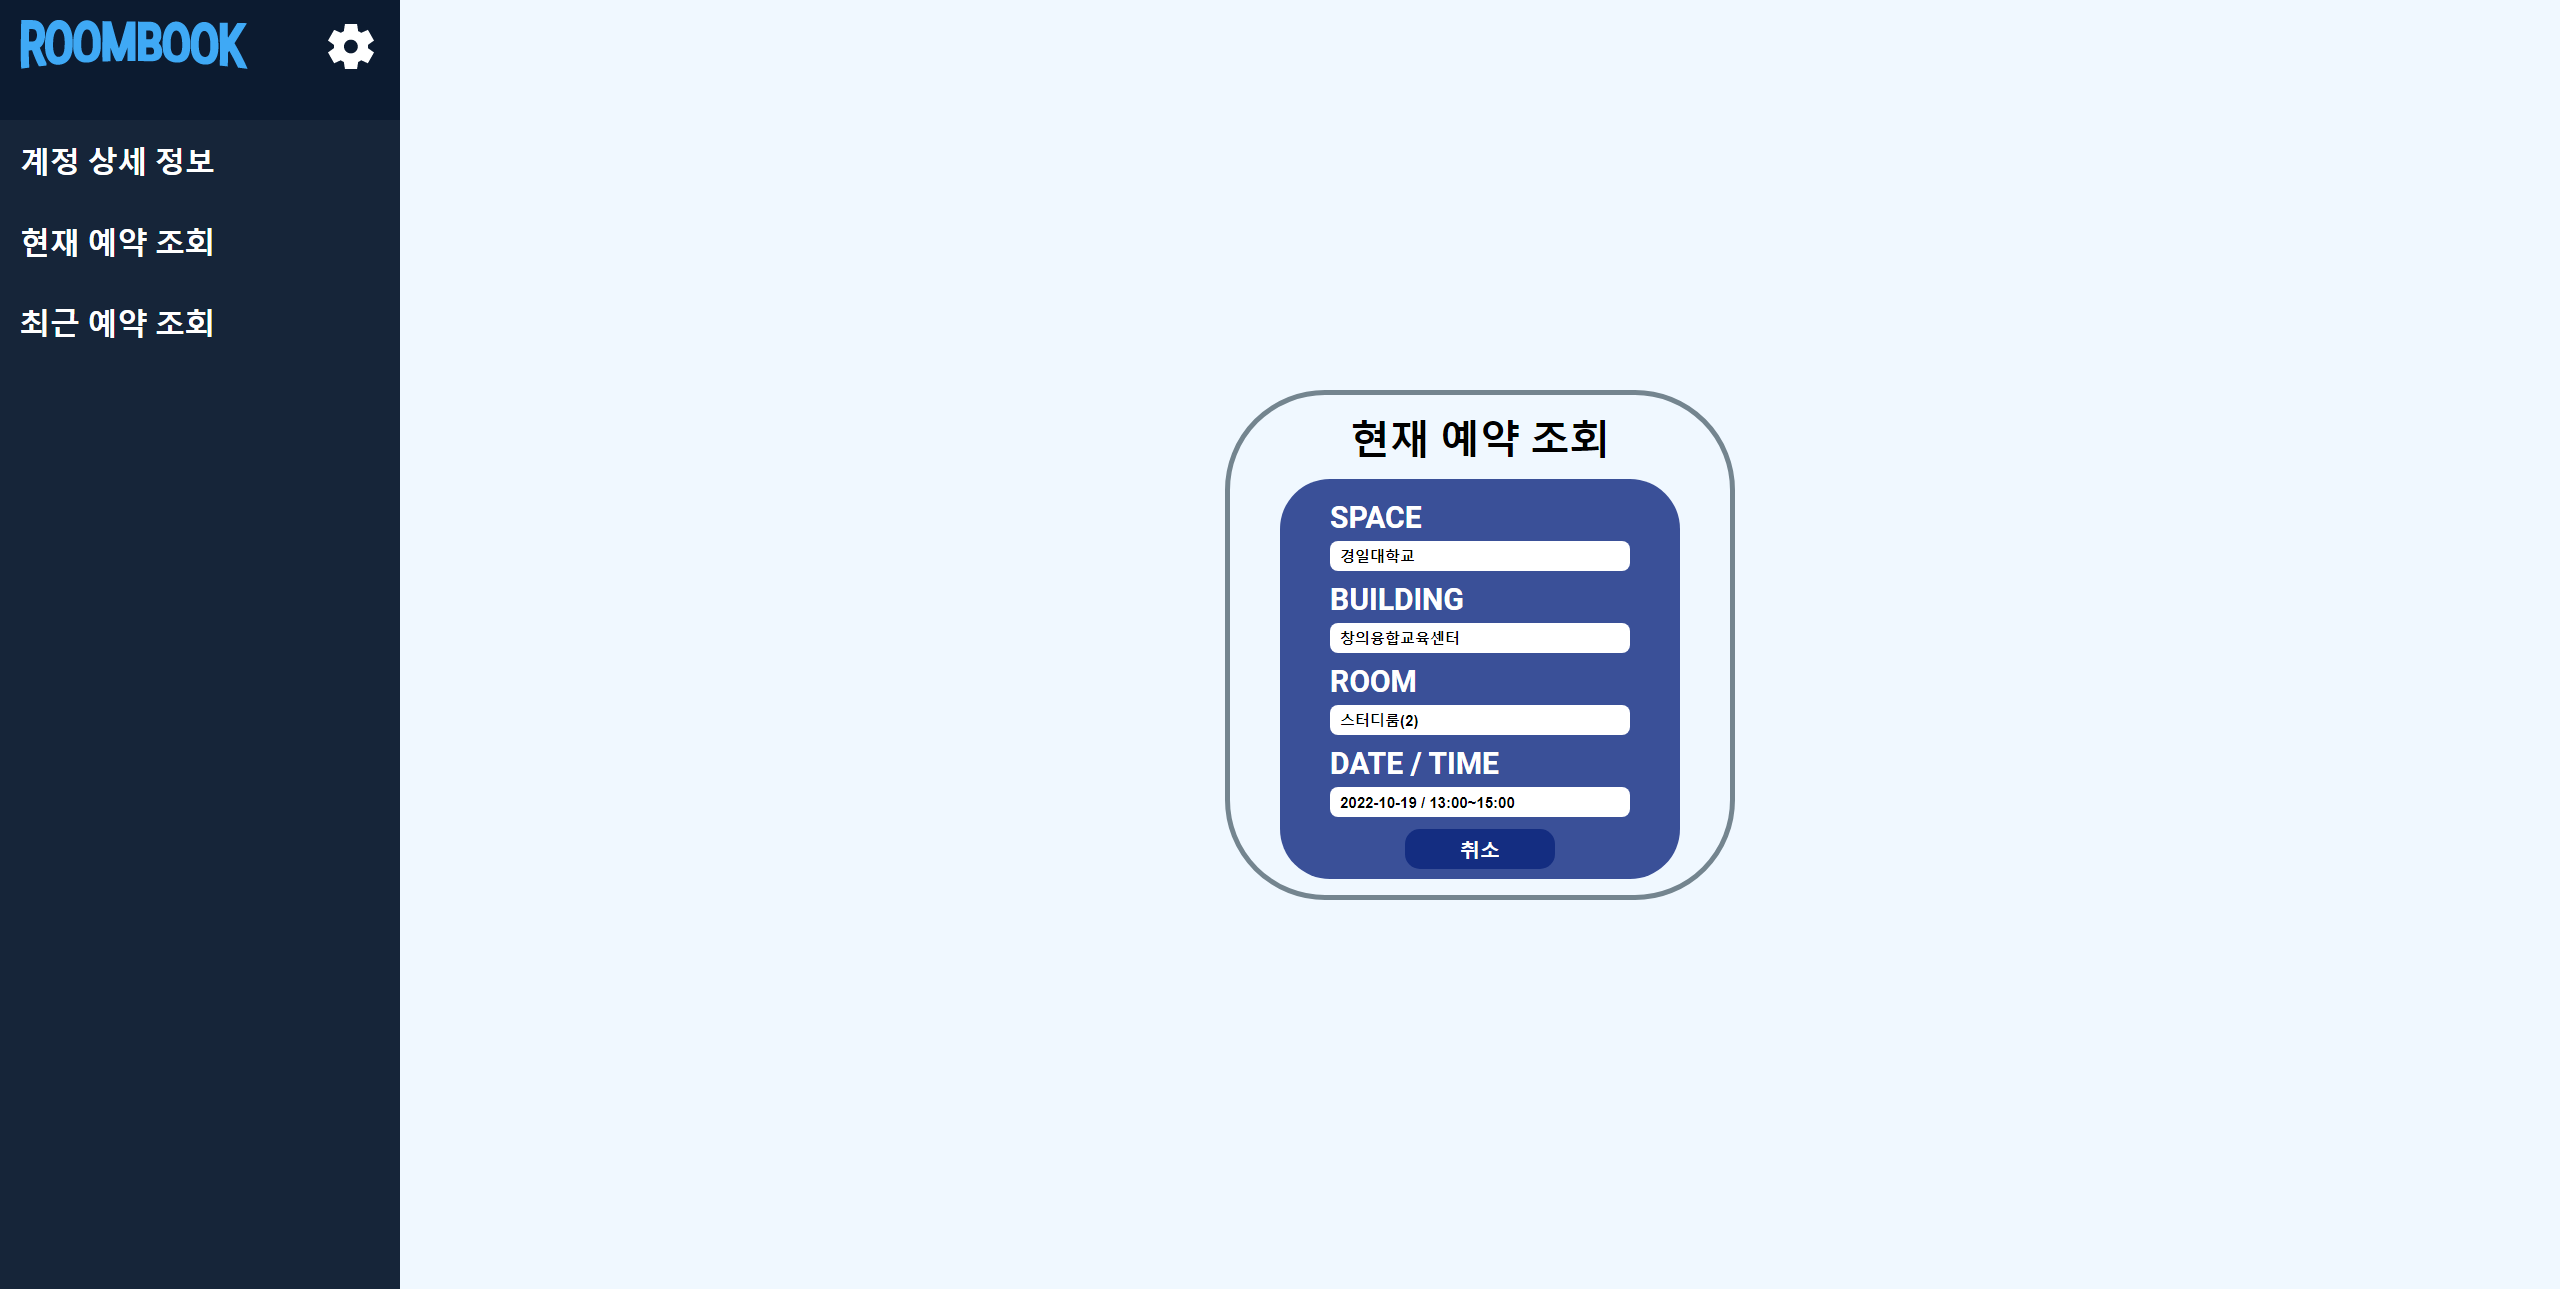 ROOMBOOK
계정 상세 정보
현재 예약 조회
최근 예약 조회
현재 예약 조회
SPACE
경일대학교
BUILDING
창의융합교육센터
ROOM
스터디룸(2)
DATE / TIME
2022-10-19 / 13:00~15:00
취소